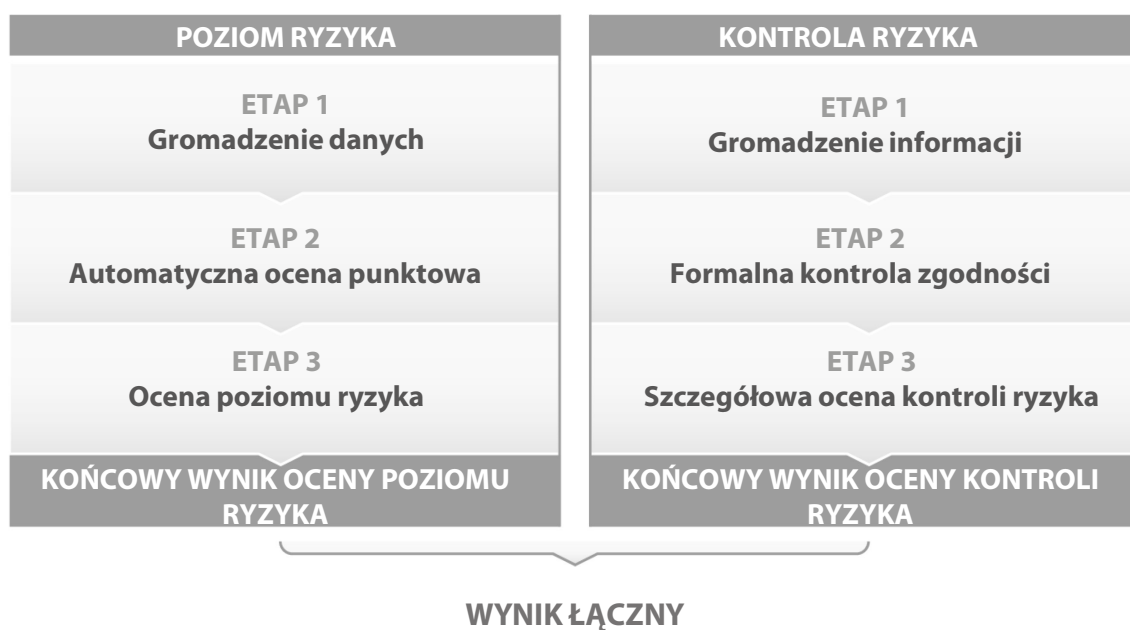 POZIOM RYZYKA
ETAP 1
Gromadzenie danych
ETAP 2
Automatyczna ocena punktowa
ETAP 3
Ocena poziomu ryzyka
KOŃCOWY WYNIK OCENY POZIOMU
RYZYKA
KONTROLA RYZYKA
ETAP 1
Gromadzenie informacji
ETAP 2
Formalna kontrola zgodności
ETAP 3
Szczegółowa ocena kontroli ryzyka
KOŃCOWY WYNIK OCENY KONTROLI
RYZYKA
WYNIK ŁĄCZNY